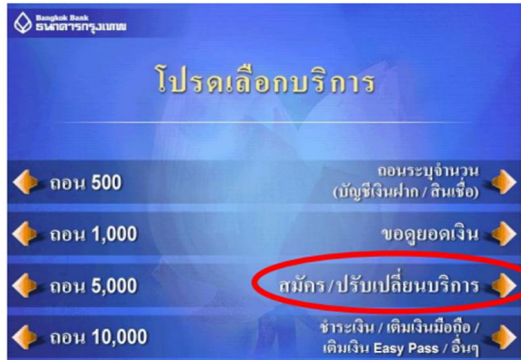 Bangkok Bank
ธนาคารกรุงเทพ
โปรดเลือกบริการ
ถอน 500
ถอนระบุจำนวน
(บัญชีเงินฝาก / สินเชื่อ)
ถอน 1,000
ขอดูยอดเงิน
ถอน 5,000
สมัคร/ปรับเปลี่ยนบริการ
ถอน 10,000
ชำระเงิน / เติมเงินมือถือ /
เติมเงิน Easy Pass / อื่นๆ